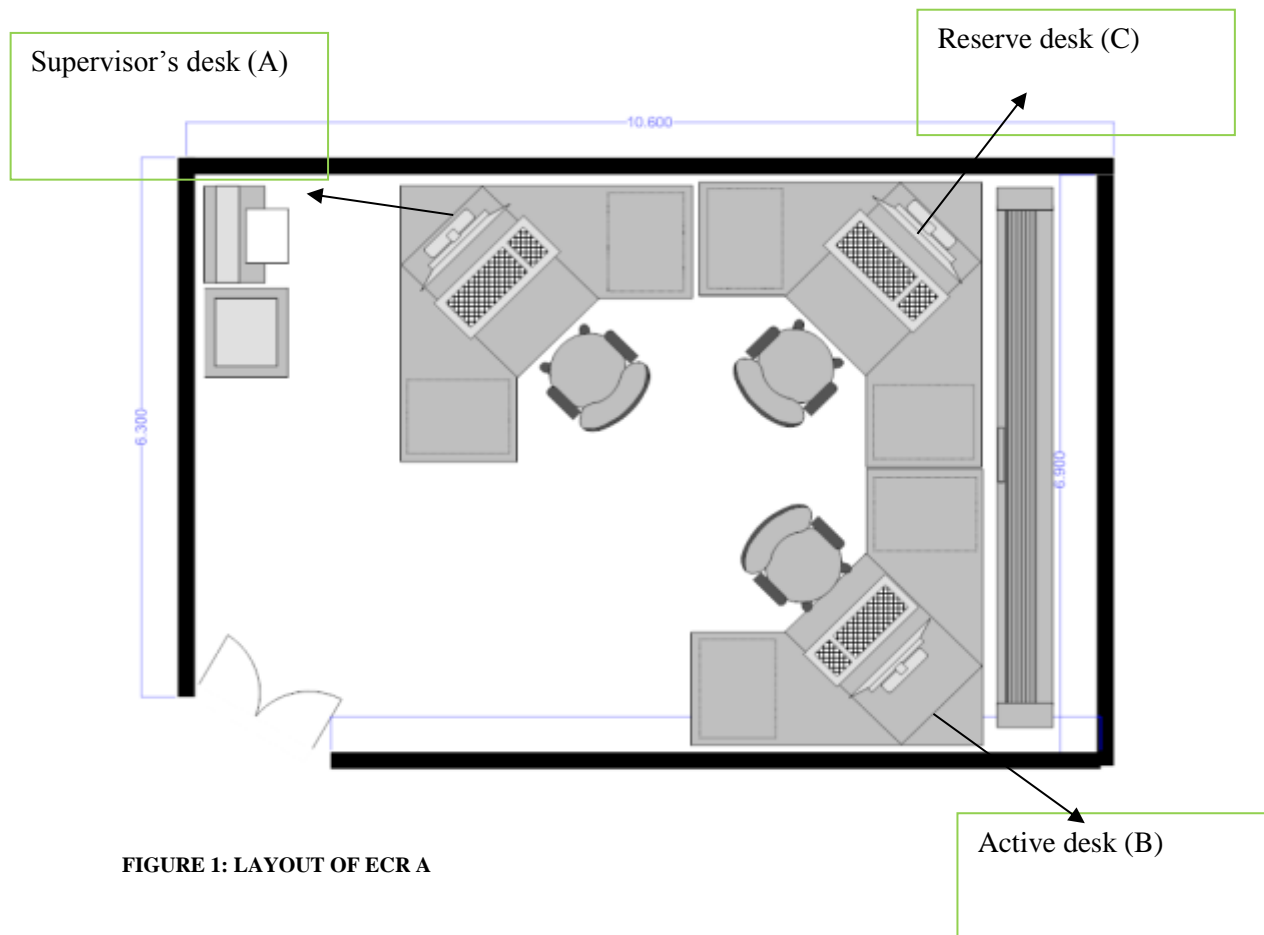 Supervisor’s desk (A)
Reserve desk (C)
10.600
6.300
6.900
Active desk (B)
FIGURE 1: LAYOUT OF ECR A